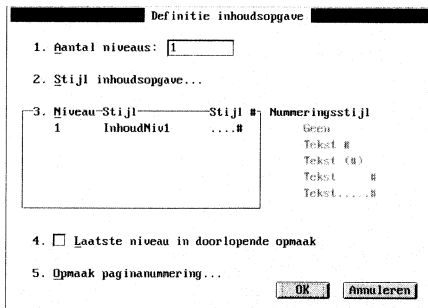 Definitie inhoudsopgave
1. Aantal niveaus: 1
2. Stijl inhoudsopgave...
3. Niveau Stijl Stijl # Nummeringsstijl
1 InhoudNiv1 ....# Geen
Tekst #
Tekst (#)
Tekst #
Tekst.....#
4. Laatste niveau in doorlopende opmaak
5. Opmaak paginanummering...
OK Annuleren